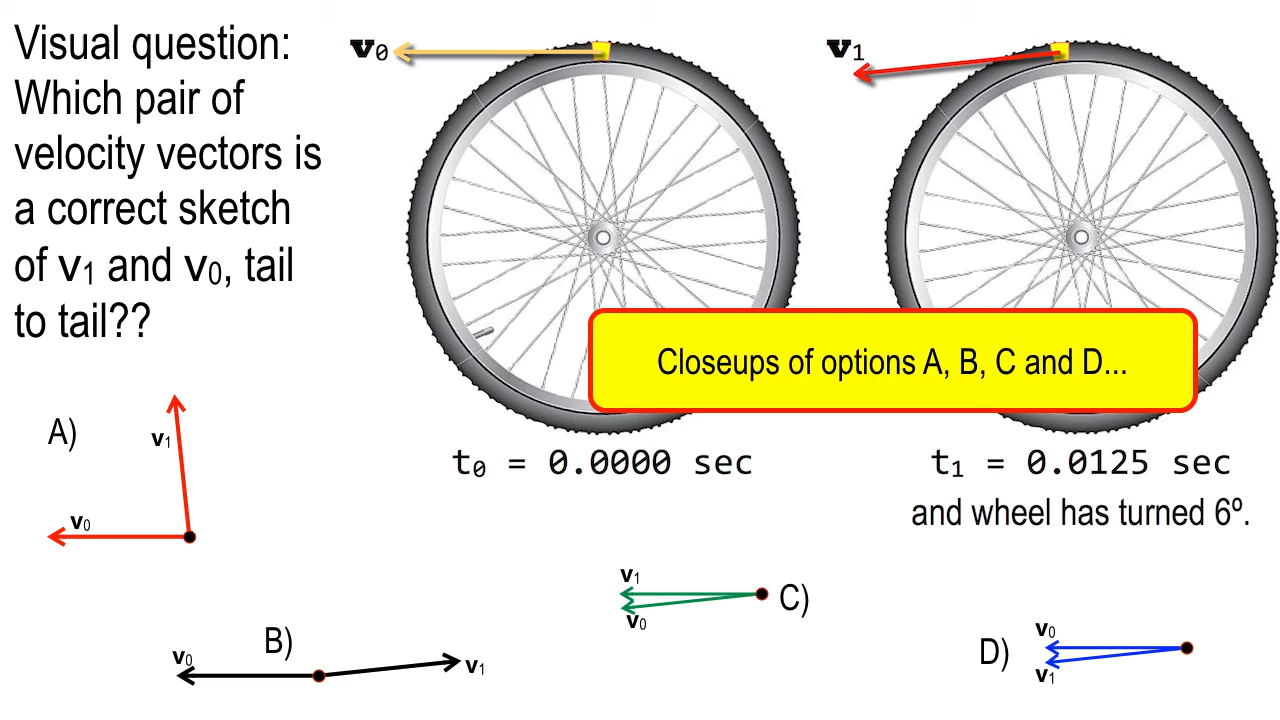 Visual question:
Which pair of
velocity vectors is
a correct sketch
of v₁ and v₀, tail
to tail??
v₀
v₁
Closeups of options A, B, C and D...
t₀ = 0.0000 sec
t₁ = 0.0125 sec
and wheel has turned 6º.
A)
v₁
v₀
B)
v₀
v₁
v₁
C)
v₀
v₀
D)
v₁